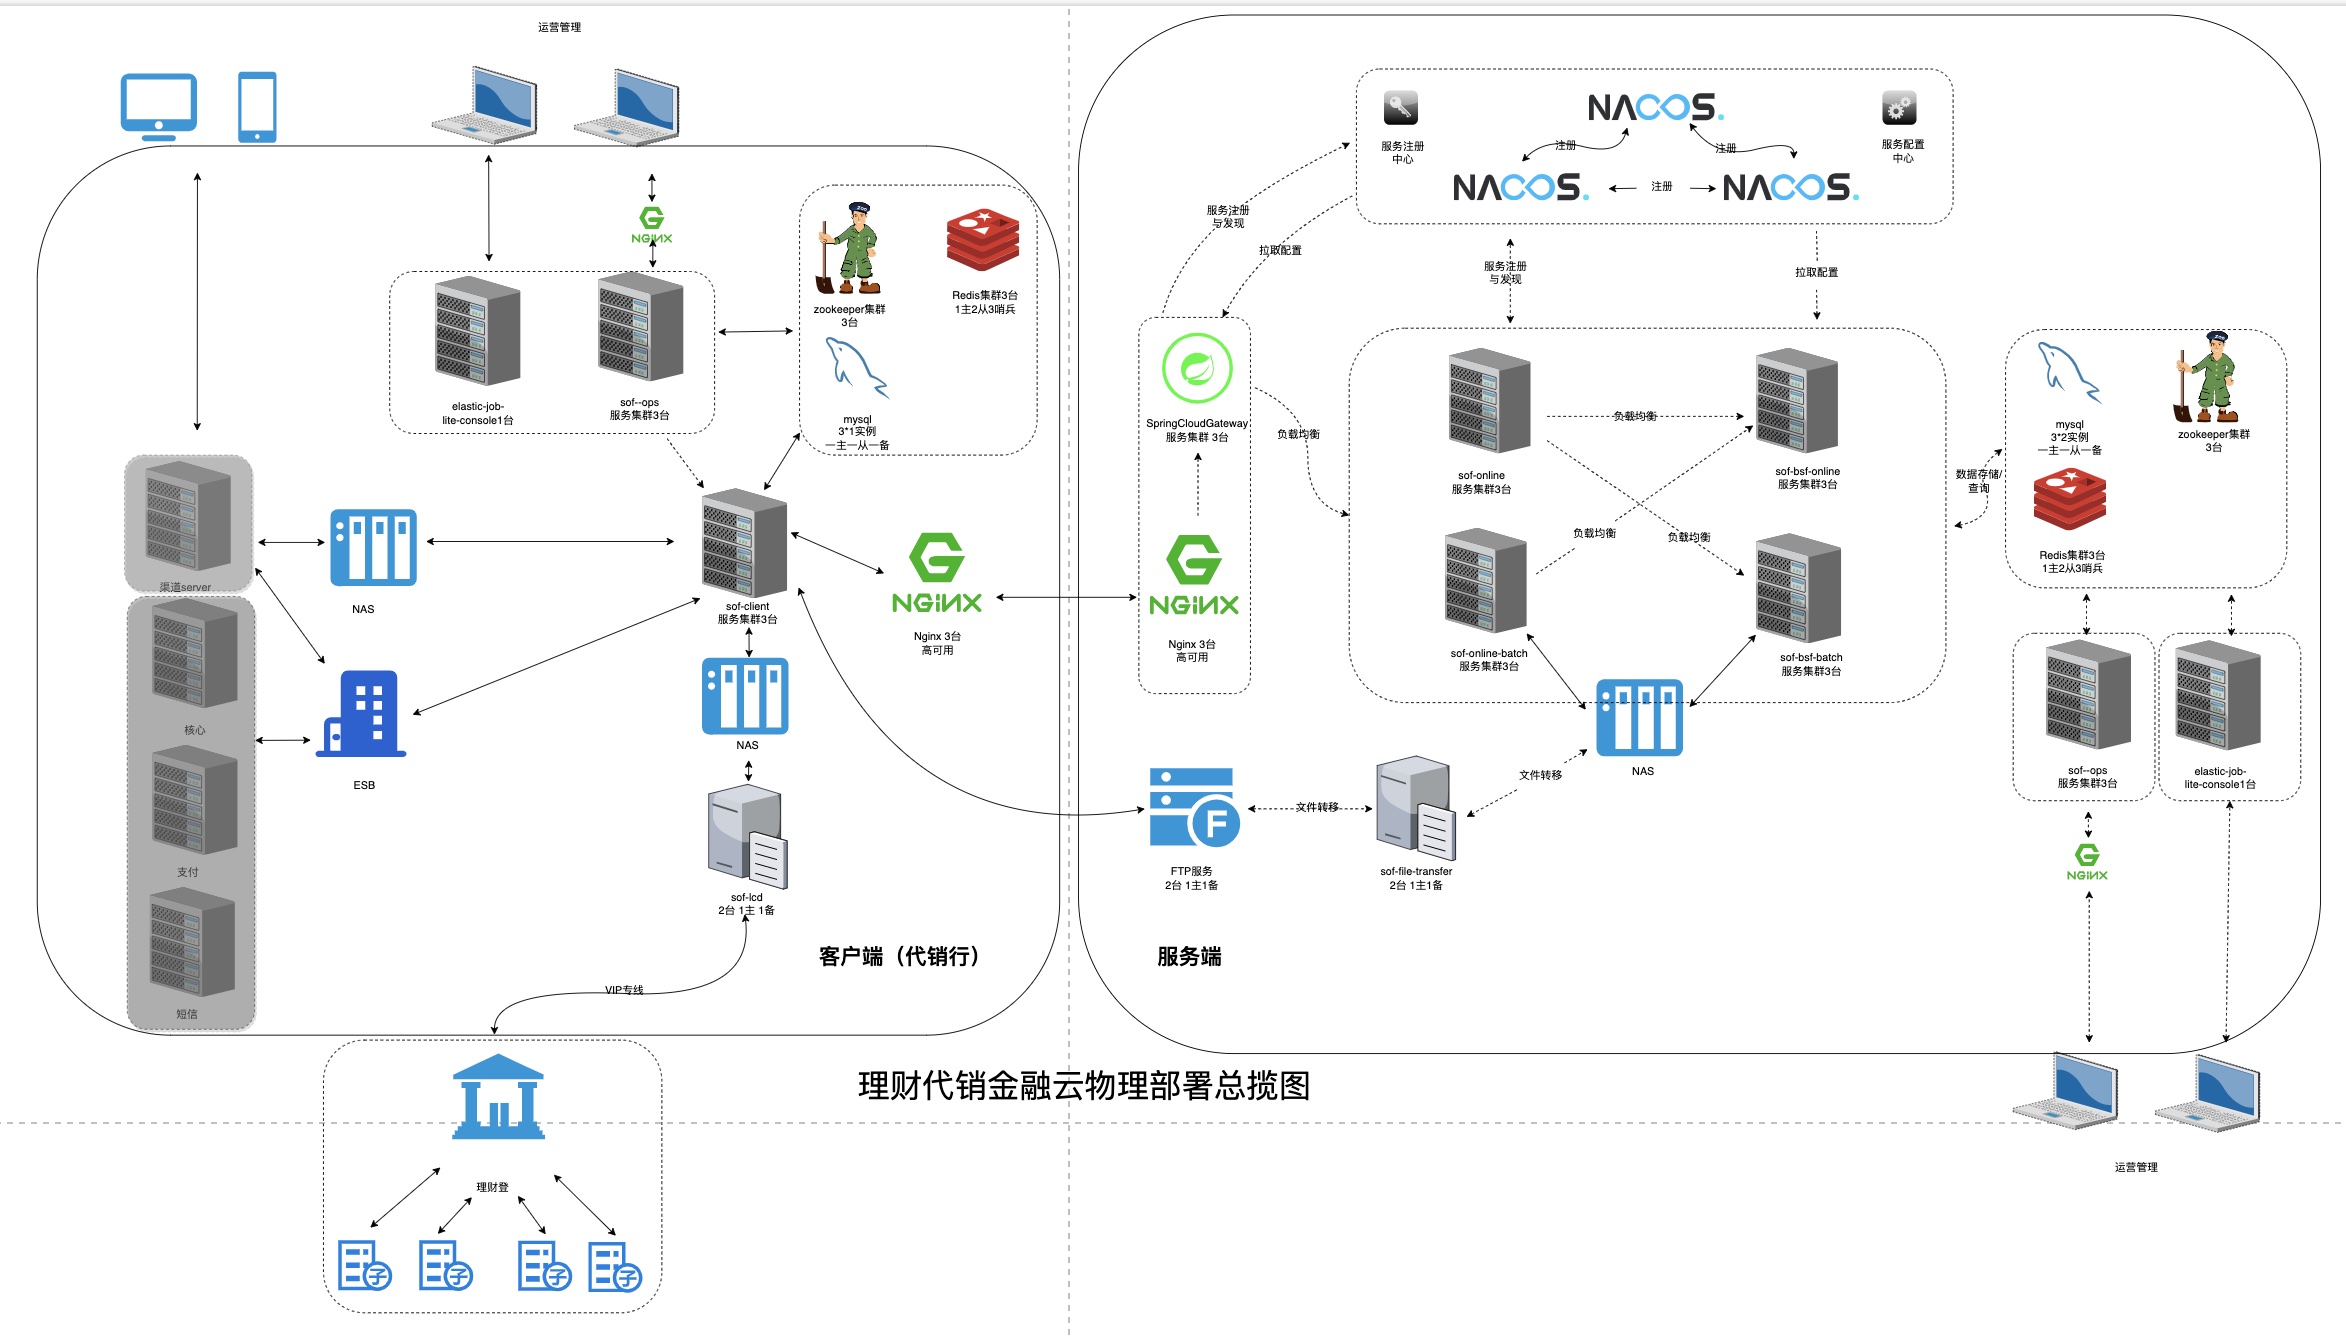 运营管理
NGiNX
zookeeper集群
3台
Redis集群3台
1主2从3哨兵
mysql
3*1实例
一主一从一备
elastic-job-
lite-console1台
sof--ops
服务集群3台
渠道server
核心
支付
短信
NAS
ESB
sof-client
服务集群3台
NAS
sof-lcd
2台 1主 1备
NGiNX
Nginx 3台
高可用
VIP专线
客户端（代销行）
理财登
子
子
子
子
理财代销金融云物理部署总揽图
服务端
服务注册
中心
NACOS.
服务配置
中心
注册
注册
NACOS.
注册
NACOS.
服务注册
与发现
拉取配置
服务注册
与发现
拉取配置
SpringCloudGateway
服务集群 3台
NGiNX
Nginx 3台
高可用
负载均衡
sof-online
服务集群3台
负载均衡
sof-bsf-online
服务集群3台
负载均衡
负载均衡
sof-online-batch
服务集群3台
sof-bsf-batch
服务集群3台
NAS
数据存储/
查询
mysql
3*2实例
一主一从一备
zookeeper集群
3台
Redis集群3台
1主2从3哨兵
F
FTP服务
2台 1主1备
文件转移
sof-file-transfer
2台 1主1备
文件转移
sof--ops
服务集群3台
elastic-job-
lite-console1台
NGiNX
运营管理